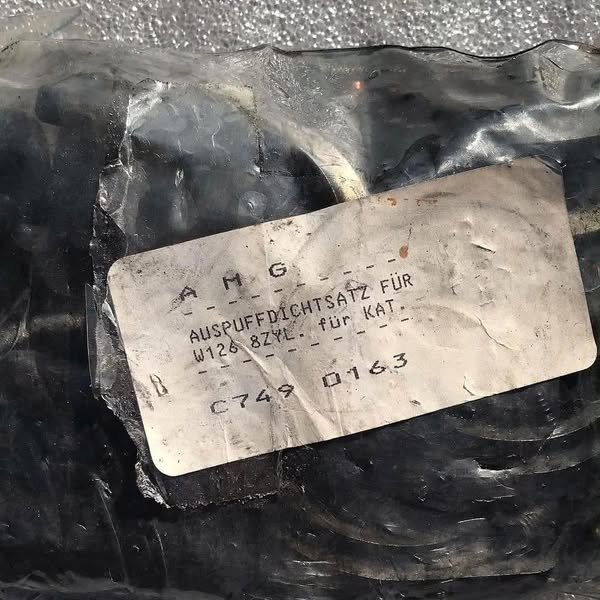 A M G
AUSPUFFDICHTSATZ FÜR
W126 8ZYL. für KAT.
B
C749 0163